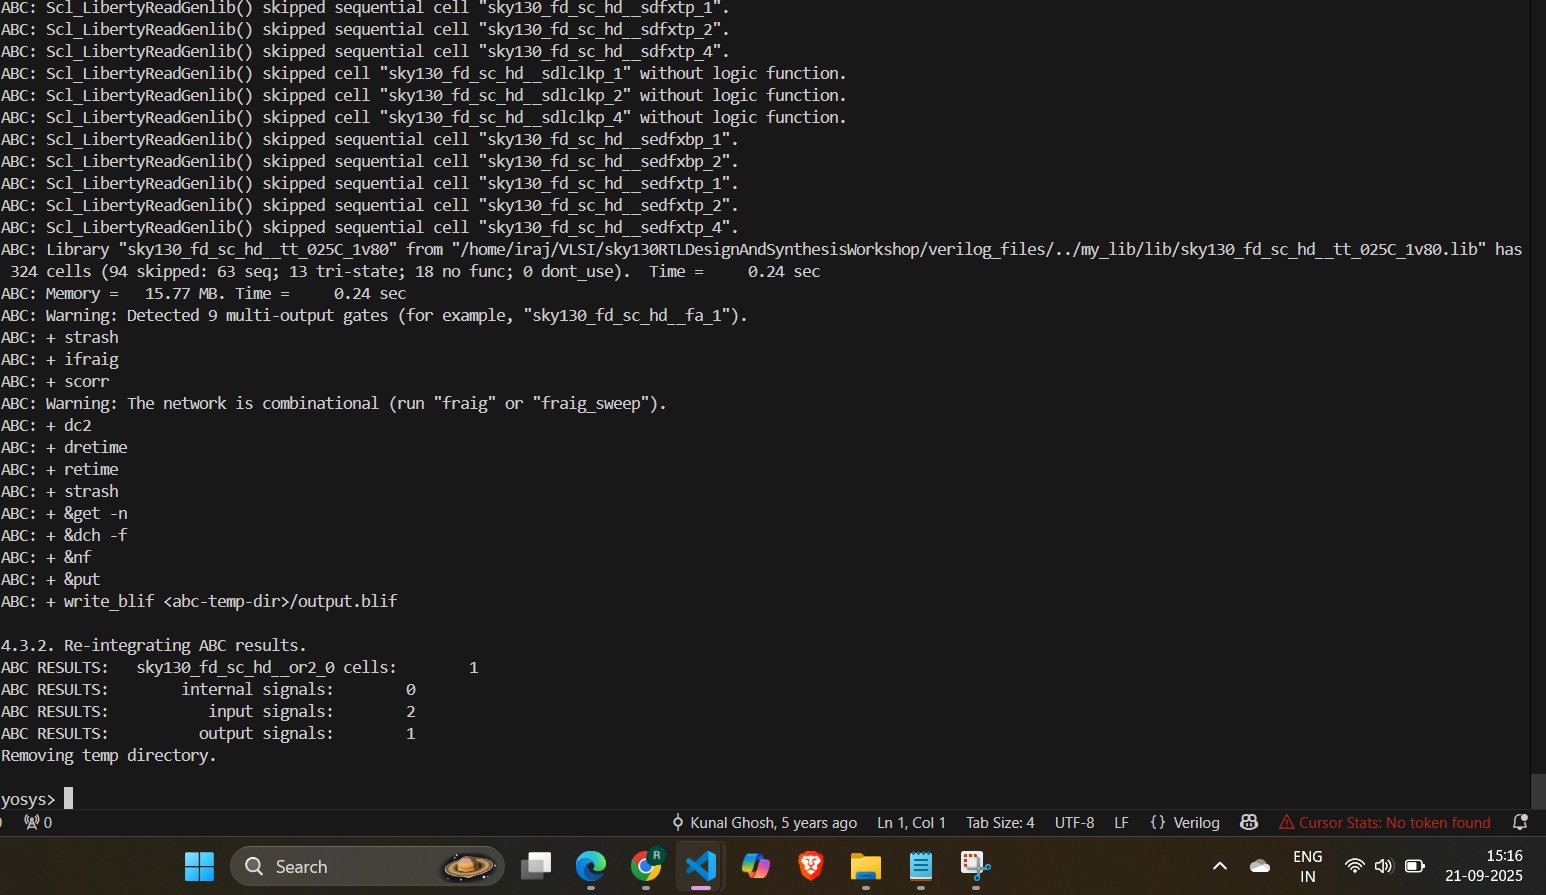 ABC: Scl_LibertyReadGenlib() skipped sequential cell "sky130_fd_sc_hd__sdfxtp_1".
ABC: Scl_LibertyReadGenlib() skipped sequential cell "sky130_fd_sc_hd__sdfxtp_2".
ABC: Scl_LibertyReadGenlib() skipped sequential cell "sky130_fd_sc_hd__sdfxtp_4".
ABC: Scl_LibertyReadGenlib() skipped cell "sky130_fd_sc_hd__sdlclkp_1" without logic function.
ABC: Scl_LibertyReadGenlib() skipped cell "sky130_fd_sc_hd__sdlclkp_2" without logic function.
ABC: Scl_LibertyReadGenlib() skipped cell "sky130_fd_sc_hd__sdlclkp_4" without logic function.
ABC: Scl_LibertyReadGenlib() skipped sequential cell "sky130_fd_sc_hd__sedfxbp_1".
ABC: Scl_LibertyReadGenlib() skipped sequential cell "sky130_fd_sc_hd__sedfxbp_2".
ABC: Scl_LibertyReadGenlib() skipped sequential cell "sky130_fd_sc_hd__sedfxtp_1".
ABC: Scl_LibertyReadGenlib() skipped sequential cell "sky130_fd_sc_hd__sedfxtp_2".
ABC: Scl_LibertyReadGenlib() skipped sequential cell "sky130_fd_sc_hd__sedfxtp_4".
ABC: Library "sky130_fd_sc_hd__tt_025C_1v80" from "/home/iraj/VLSI/sky130RTLDesignAndSynthesisWorkshop/verilog_files/../my_lib/lib/sky130_fd_sc_hd__tt_025C_1v80.lib" has
324 cells (94 skipped: 63 seq; 13 tri-state; 18 no func; 0 dont_use).  Time =     0.24 sec
ABC: Memory =   15.77 MB. Time =     0.24 sec
ABC: Warning: Detected 9 multi-output gates (for example, "sky130_fd_sc_hd__fa_1").
ABC: + strash
ABC: + ifraig
ABC: + scorr
ABC: Warning: The network is combinational (run "fraig" or "fraig_sweep").
ABC: + dc2
ABC: + dretime
ABC: + retime
ABC: + strash
ABC: + &get -n
ABC: + &dch -f
ABC: + &nf
ABC: + &put
ABC: + write_blif <abc-temp-dir>/output.blif
4.3.2. Re-integrating ABC results.
ABC RESULTS:   sky130_fd_sc_hd__or2_0 cells:        1
ABC RESULTS:        internal signals:        0
ABC RESULTS:           input signals:        2
ABC RESULTS:          output signals:        1
Removing temp directory.
yosys>
0 Kunal Ghosh, 5 years ago Ln 1, Col 1 Tab Size: 4 UTF-8 LF {} Verilog Cursor Stats: No token found
Search R ENG IN 15:16
21-09-2025